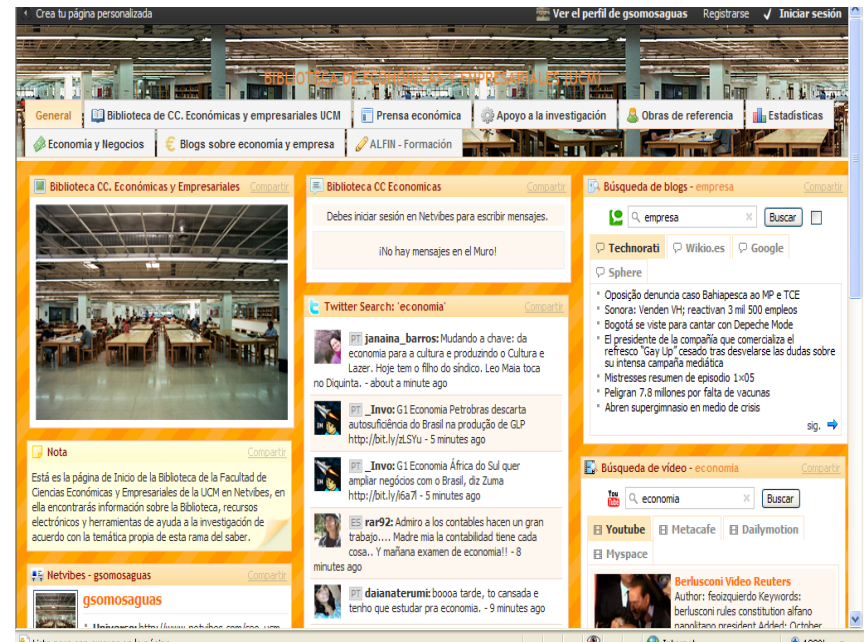 Crea tu página personalizada
Ver el perfil de gsomosaguas Registrarse Iniciar sesión
BIBLIOTECA DE ECONÓMICAS Y EMPRESARIALES (UCM)
General Biblioteca de CC. Económicas y empresariales UCM Prensa económica Apoyo a la investigación Obras de referencia Estadísticas
Economía y Negocios Blogs sobre economía y empresa ALFIN - Formación
Biblioteca CC. Económicas y Empresariales Compartir
Nota Compartir
Está es la página de Inicio de la Biblioteca de la Facultad de
Ciencias Económicas y Empresariales de la UCM en Netvibes, en
ella encontrarás información sobre la Biblioteca, recursos
electrónicos y herramientas de ayuda a la investigación de
acuerdo con la temática propia de esta rama del saber.
Netvibes - gsomosaguas Compartir
gsomosaguas
Biblioteca CC Economicas Compartir
Debes iniciar sesión en Netvibes para escribir mensajes.
¡No hay mensajes en el Muro!
Twitter Search: 'economia' Compartir
PT janaina_barros: Mudando a chave: da
economia para a cultura e produzindo o Cultura e
Lazer. Hoje tem o filho do síndico. Leo Maia toca
no Diquinta. - about a minute ago
PT _Invo: G1 Economia Petrobras descarta
autosuficiência do Brasil na produção de GLP
http://bit.ly/zLSYu - 5 minutes ago
PT _Invo: G1 Economia África do Sul quer
ampliar negócios com o Brasil, diz Zuma
http://bit.ly/i6a7l - 5 minutes ago
ES rar92: Admiro a los contables hacen un gran
trabajo.... Madre mia la contabilidad tiene cada
cosa.. Y mañana examen de economia!! - 8
minutes ago
PT daianaterumi: boooa tarde, to cansada e
tenho que estudar pra economia. - 9 minutes ago
Búsqueda de blogs - empresa Compartir
empresa Buscar
Technorati Wikio.es Google
Sphere
Oposição denuncia caso Bahiapesca ao MP e TCE
Sonora: Venden VH; reactivan 3 mil 500 empleos
Bogotá se viste para cantar con Depeche Mode
El presidente de la compañía que comercializa el
refresco "Gay Up" cesado tras desvelarse las dudas sobre
su intensa campaña mediática
Mistresses resumen de episodio 1×05
Peligran 7.8 millones por falta de vacunas
Abren supergimnasio en medio de crisis
sig.
Búsqueda de vídeo - economia Compartir
You Tube economia Buscar
Youtube Metacafe Dailymotion
Myspace
Berlusconi Video Reuters
Author: feoizquierdo Keywords:
berlusconi rules constitution alfano
napolitano president Added: October